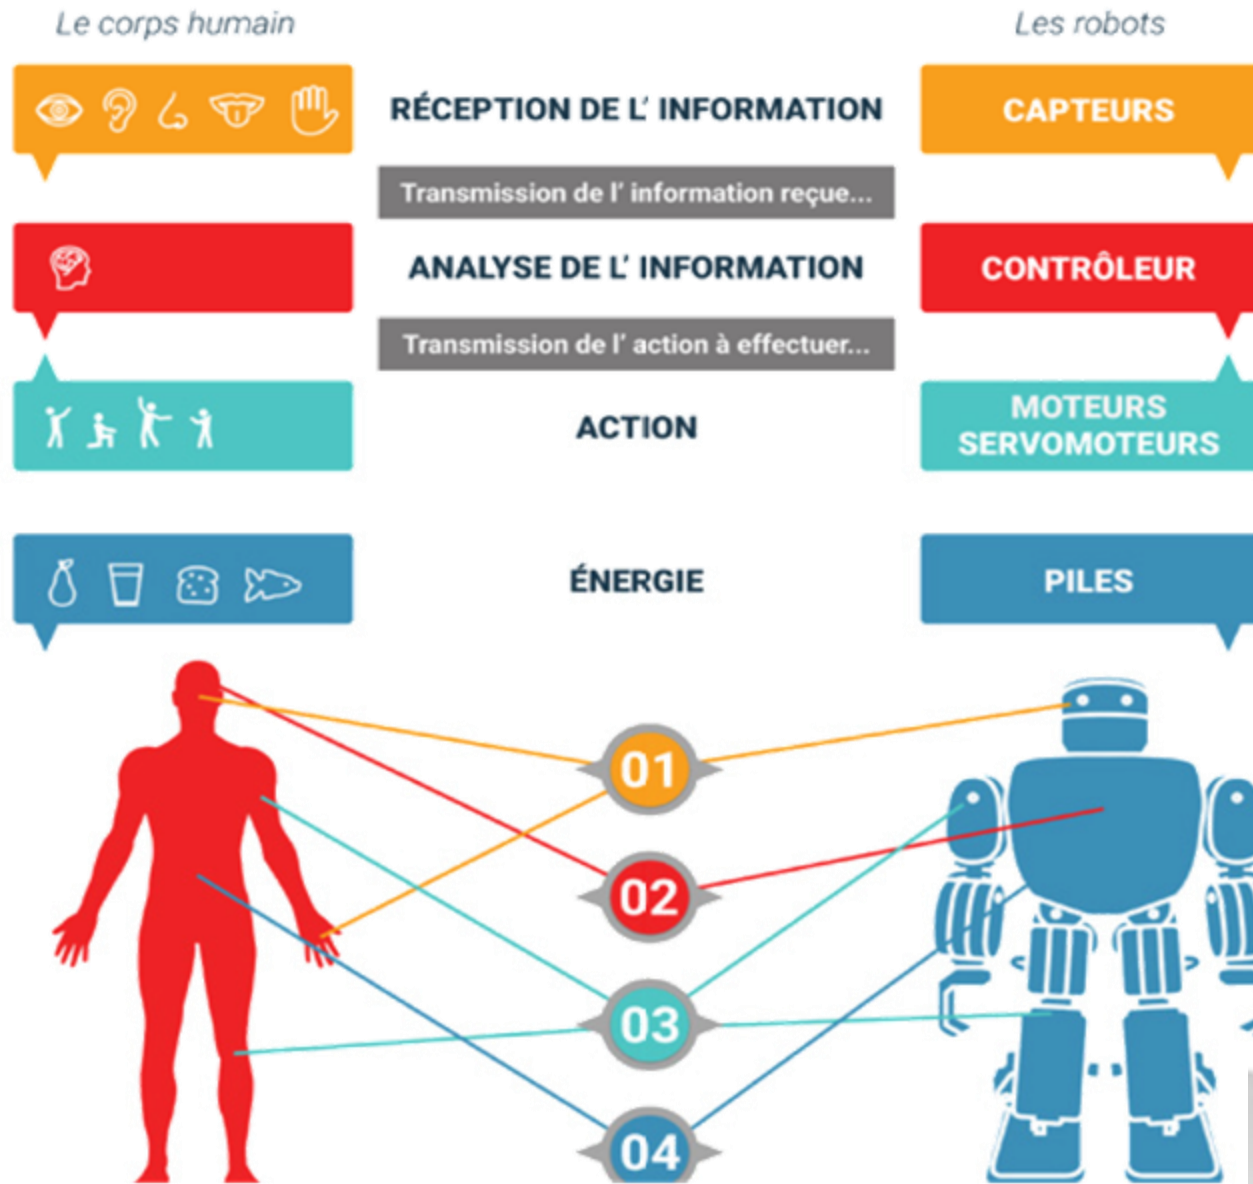 Le corps humain
Les robots
RÉCEPTION DE L' INFORMATION
CAPTEURS
Transmission de l' information reçue...
ANALYSE DE L' INFORMATION
CONTRÔLEUR
Transmission de l' action à effectuer...
ACTION
MOTEURS
SERVOMOTEURS
ÉNERGIE
PILES
01
02
03
04